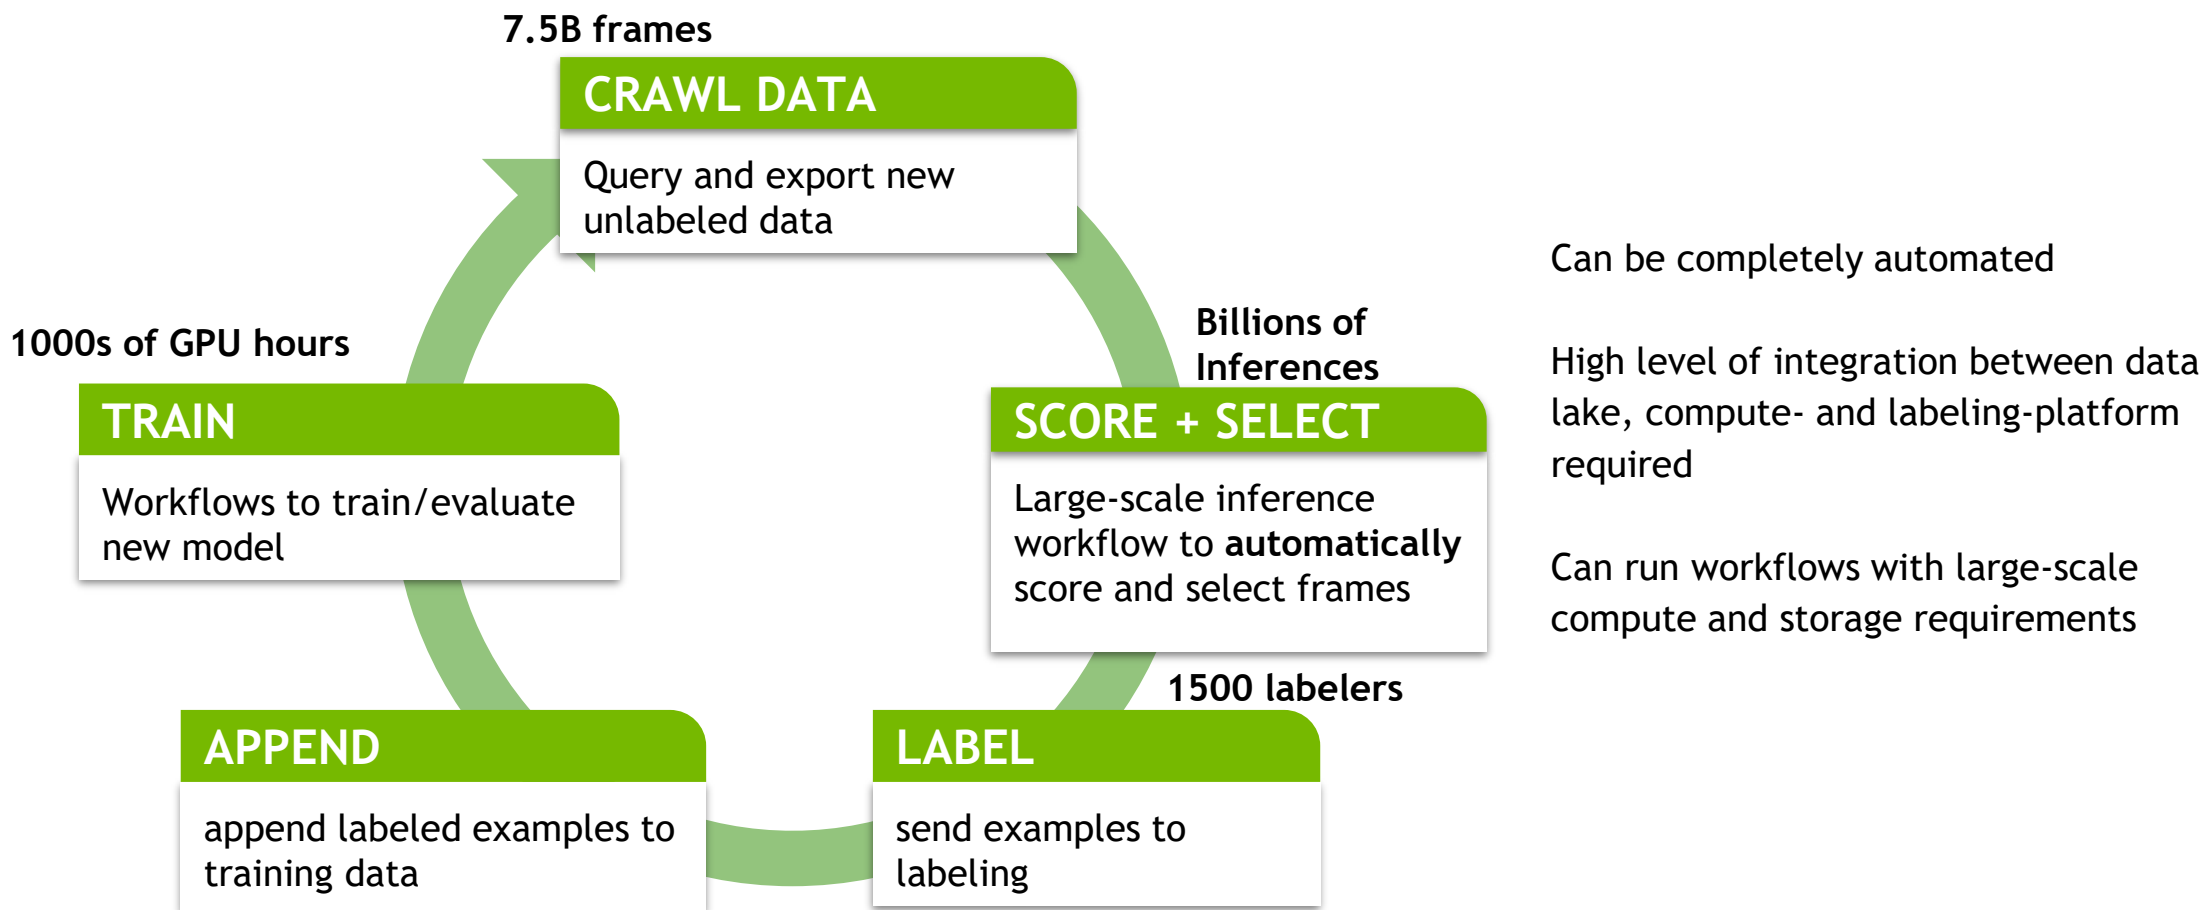 7.5B frames
CRAWL DATA
Query and export new
unlabeled data
Billions of
Inferences
SCORE + SELECT
Large-scale inference
workflow to automatically
score and select frames
1500 labelers
LABEL
send examples to
labeling
APPEND
append labeled examples to
training data
1000s of GPU hours
TRAIN
Workflows to train/evaluate
new model
Can be completely automated
High level of integration between data
lake, compute- and labeling-platform
required
Can run workflows with large-scale
compute and storage requirements